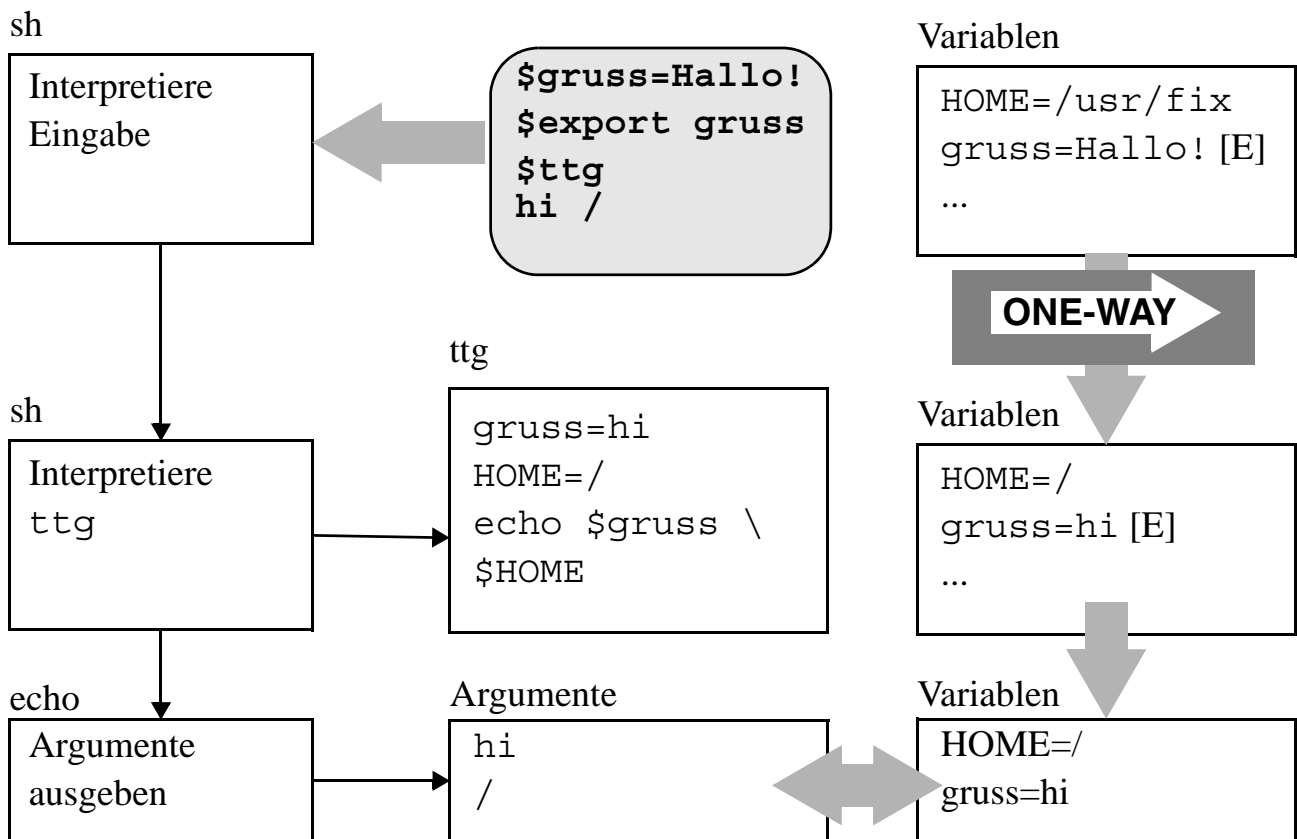 sh
Interpretiere
Eingabe
$gruss=Hallo!
$export gruss
$ttg
hi /
Variablen
HOME=/usr/fix
gruss=Hallo! [E]
...
ONE-WAY
sh
Interpretiere
ttg
ttg
gruss=hi
HOME=/
echo $gruss \
$HOME
Variablen
HOME=/
gruss=hi [E]
...
echo
Argumente
ausgeben
Argumente
hi
/
Variablen
HOME=/
gruss=hi